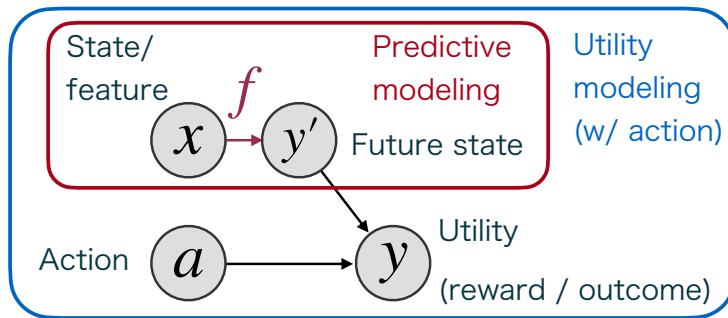 State/
feature
f
Predictive
modeling
Utility
modeling
(w/ action)
x
y′
Future state
Action
a
y
Utility
(reward / outcome)